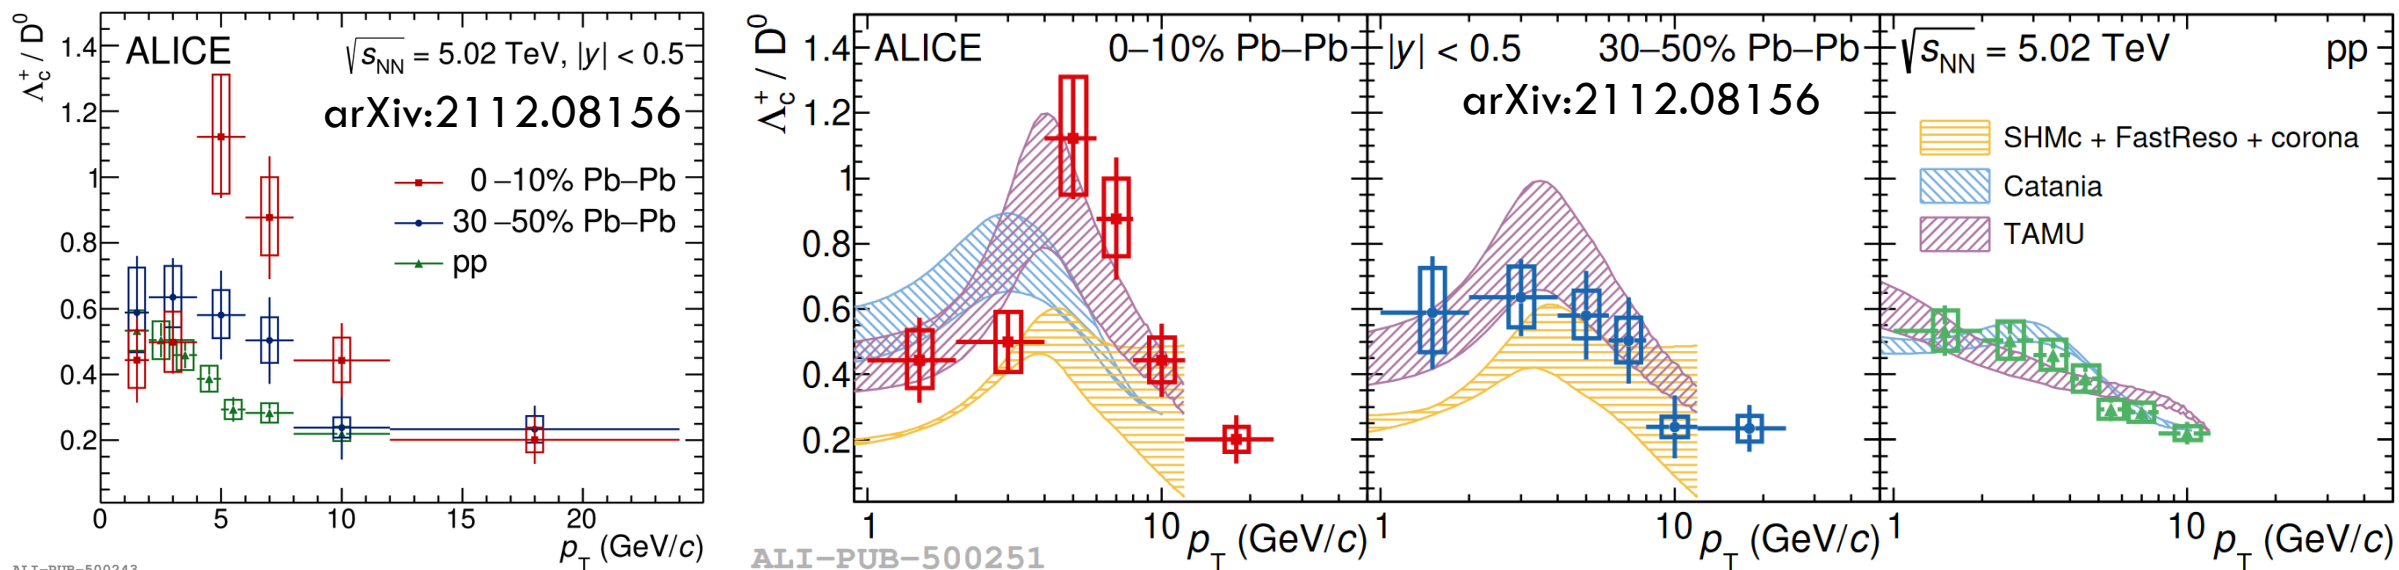 Λc+ / D0
1.4
1.2
1
0.8
0.6
0.4
0.2
ALICE
√sNN = 5.02 TeV, |y| < 0.5
arXiv:2112.08156
0–10% Pb–Pb
30–50% Pb–Pb
pp
0 5 10 15 20
pT (GeV/c)
ALI-PUB-500243
Λc+ / D0
1.4
1.2
1
0.8
0.6
0.4
0.2
ALICE 0–10% Pb–Pb
1 10
pT (GeV/c)
ALI-PUB-500251
|y| < 0.5 30–50% Pb–Pb
arXiv:2112.08156
1 10
pT (GeV/c)
√sNN = 5.02 TeV pp
SHMc + FastReso + corona
Catania
TAMU
1 10
pT (GeV/c)